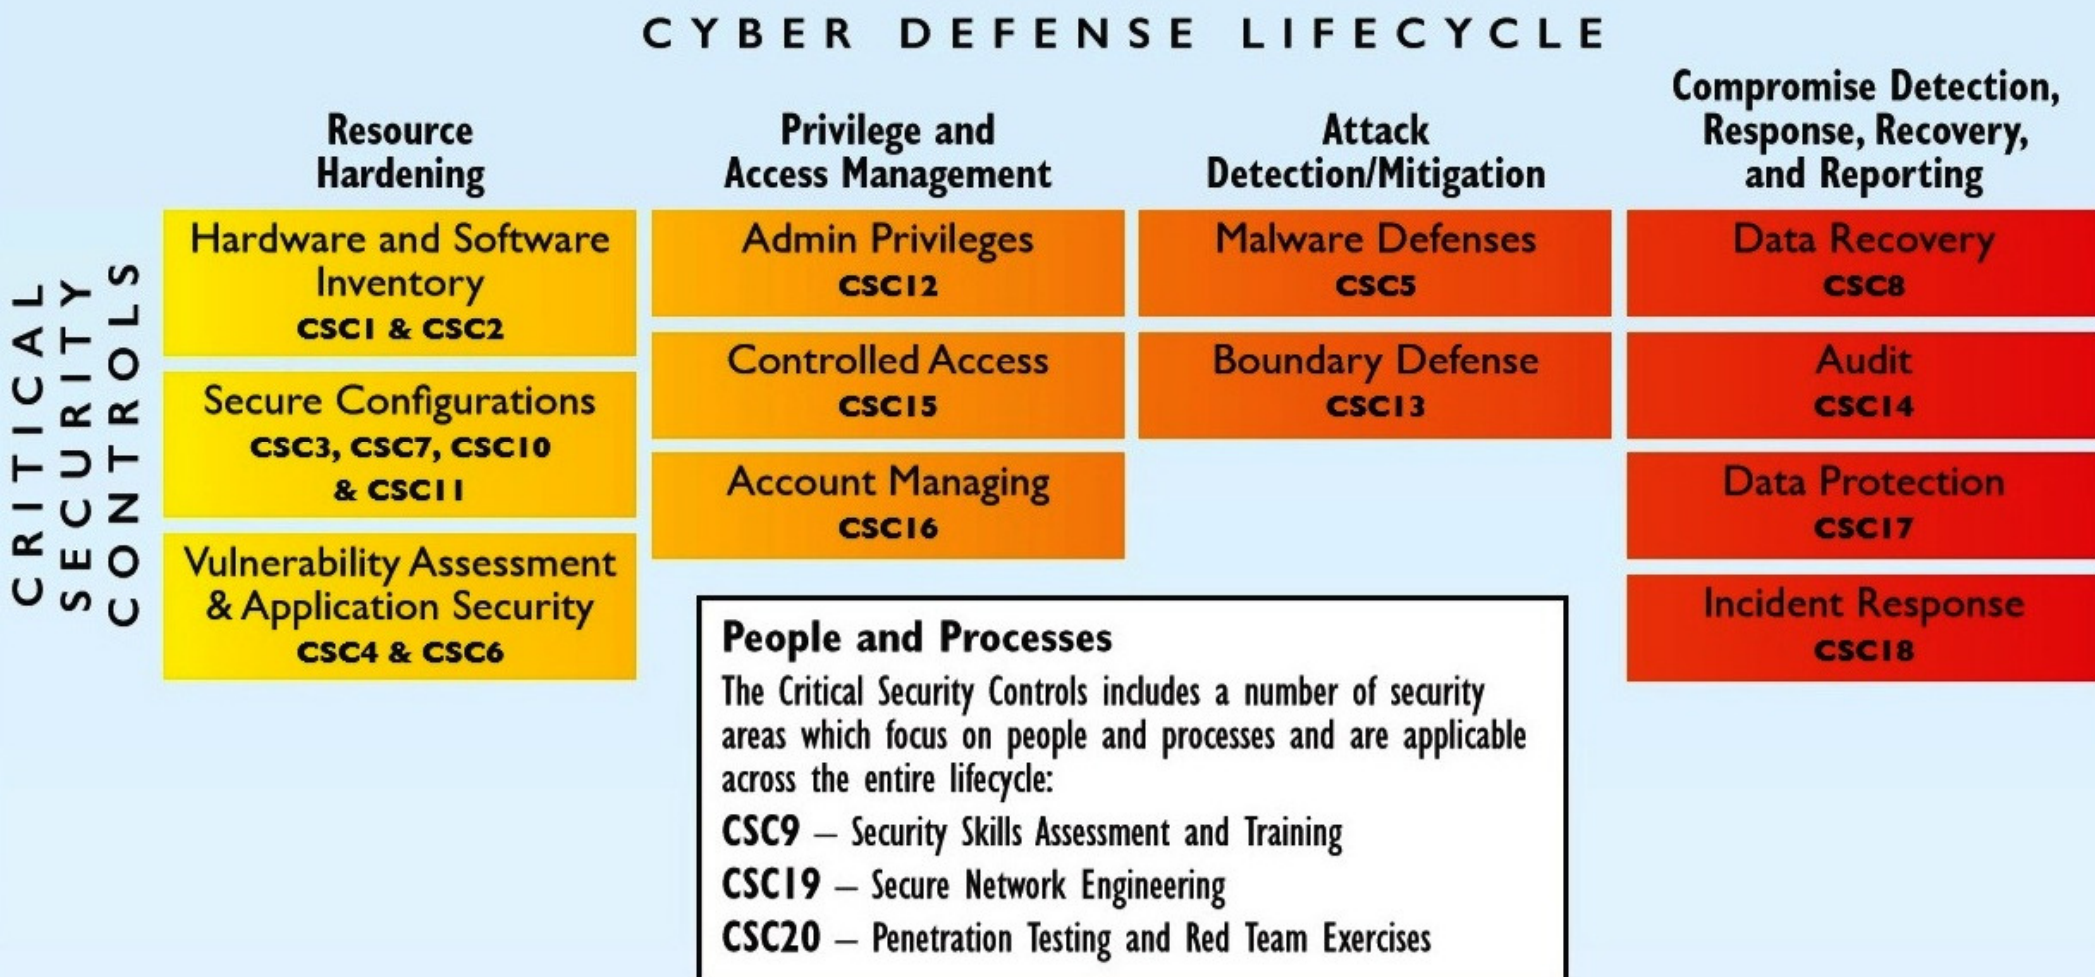 CYBER DEFENSE LIFECYCLE
CRITICAL
SECURITY
CONTROLS
Resource
Hardening
Hardware and Software
Inventory
CSC1 & CSC2
Secure Configurations
CSC3, CSC7, CSC10
& CSC11
Vulnerability Assessment
& Application Security
CSC4 & CSC6
Privilege and
Access Management
Admin Privileges
CSC12
Controlled Access
CSC15
Account Managing
CSC16
Attack
Detection/Mitigation
Malware Defenses
CSC5
Boundary Defense
CSC13
Compromise Detection,
Response, Recovery,
and Reporting
Data Recovery
CSC8
Audit
CSC14
Data Protection
CSC17
Incident Response
CSC18
People and Processes
The Critical Security Controls includes a number of security
areas which focus on people and processes and are applicable
across the entire lifecycle:
CSC9 – Security Skills Assessment and Training
CSC19 – Secure Network Engineering
CSC20 – Penetration Testing and Red Team Exercises